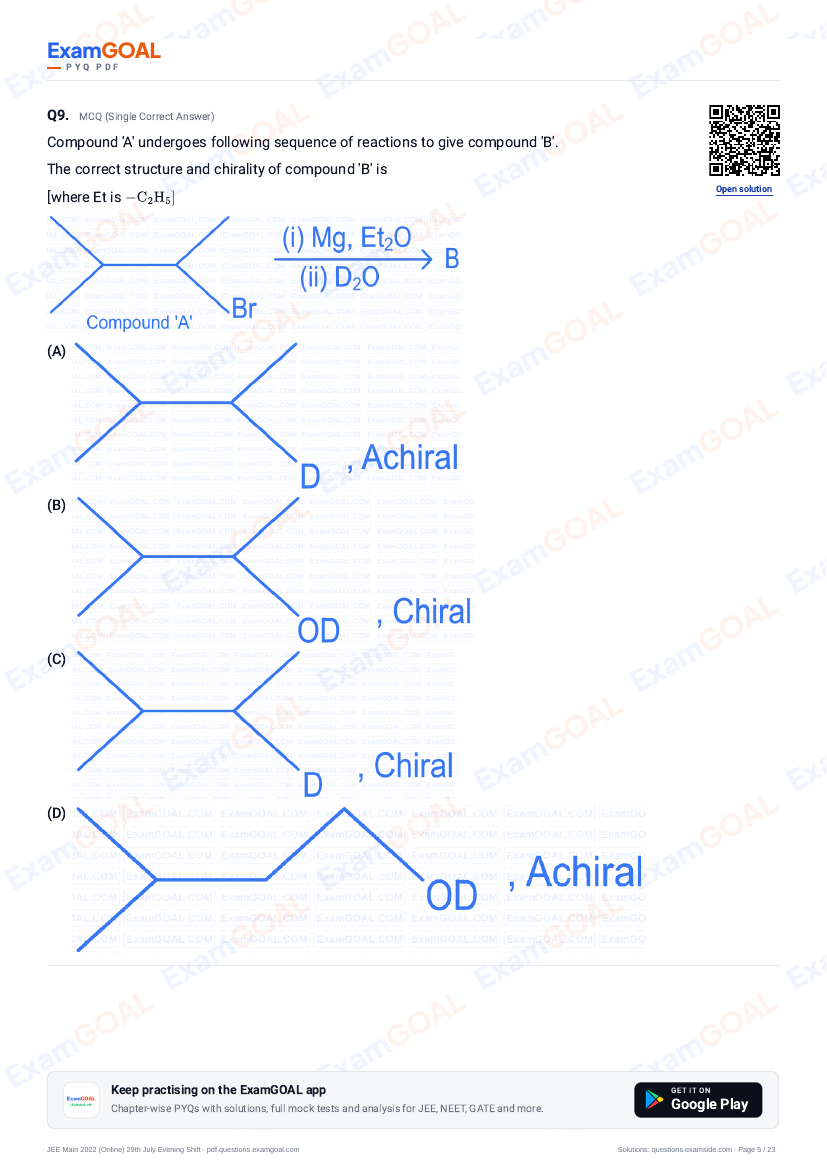 ExamGOAL
PYQ PDF
Q9. MCQ (Single Correct Answer)
Compound 'A' undergoes following sequence of reactions to give compound 'B'.
The correct structure and chirality of compound 'B' is
[where Et is −C₂H₅]
Open solution
(i) Mg, Et₂O
(ii) D₂O
B
Br
Compound 'A'
(A)
D , Achiral
(B)
OD , Chiral
(C)
D , Chiral
(D)
OD , Achiral
Keep practising on the ExamGOAL app
Chapter-wise PYQs with solutions, full mock tests and analysis for JEE, NEET, GATE and more.
GET IT ON
Google Play
JEE Main 2022 (Online) 29th July Evening Shift · pdf.questions.examgoal.com
Solutions: questions.examside.com · Page 5 / 23